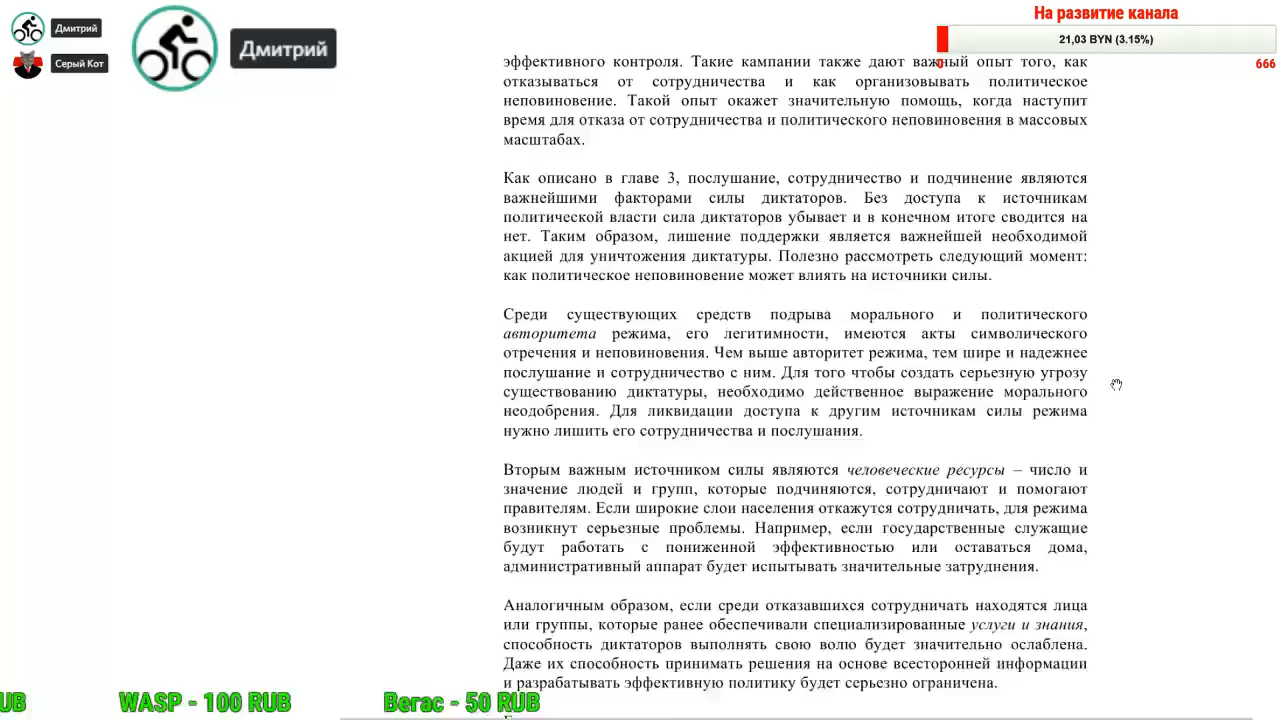 Дмитрий
Серый Кот
Дмитрий
На развитие канала
21,03 BYN (3.15%)
0
666
эффективного контроля. Такие кампании также дают важный опыт того, как
отказываться от сотрудничества и как организовывать политическое
неповиновение. Такой опыт окажет значительную помощь, когда наступит
время для отказа от сотрудничества и политического неповиновения в массовых
масштабах.
Как описано в главе 3, послушание, сотрудничество и подчинение являются
важнейшими факторами силы диктаторов. Без доступа к источникам
политической власти сила диктаторов убывает и в конечном итоге сводится на
нет. Таким образом, лишение поддержки является важнейшей необходимой
акцией для уничтожения диктатуры. Полезно рассмотреть следующий момент:
как политическое неповиновение может влиять на источники силы.
Среди существующих средств подрыва морального и политического
авторитета режима, его легитимности, имеются акты символического
отречения и неповиновения. Чем выше авторитет режима, тем шире и надежнее
послушание и сотрудничество с ним. Для того чтобы создать серьезную угрозу
существованию диктатуры, необходимо действенное выражение морального
неодобрения. Для ликвидации доступа к другим источникам силы режима
нужно лишить его сотрудничества и послушания.
Вторым важным источником силы являются человеческие ресурсы – число и
значение людей и групп, которые подчиняются, сотрудничают и помогают
правителям. Если широкие слои населения откажутся сотрудничать, для режима
возникнут серьезные проблемы. Например, если государственные служащие
будут работать с пониженной эффективностью или оставаться дома,
административный аппарат будет испытывать значительные затруднения.
Аналогичным образом, если среди отказавшихся сотрудничать находятся лица
или группы, которые ранее обеспечивали специализированные услуги и знания,
способность диктаторов выполнять свою волю будет значительно ослаблена.
Даже их способность принимать решения на основе всесторонней информации
и разрабатывать эффективную политику будет серьезно ограничена.
UB WASP - 100 RUB Вегас - 50 RUB